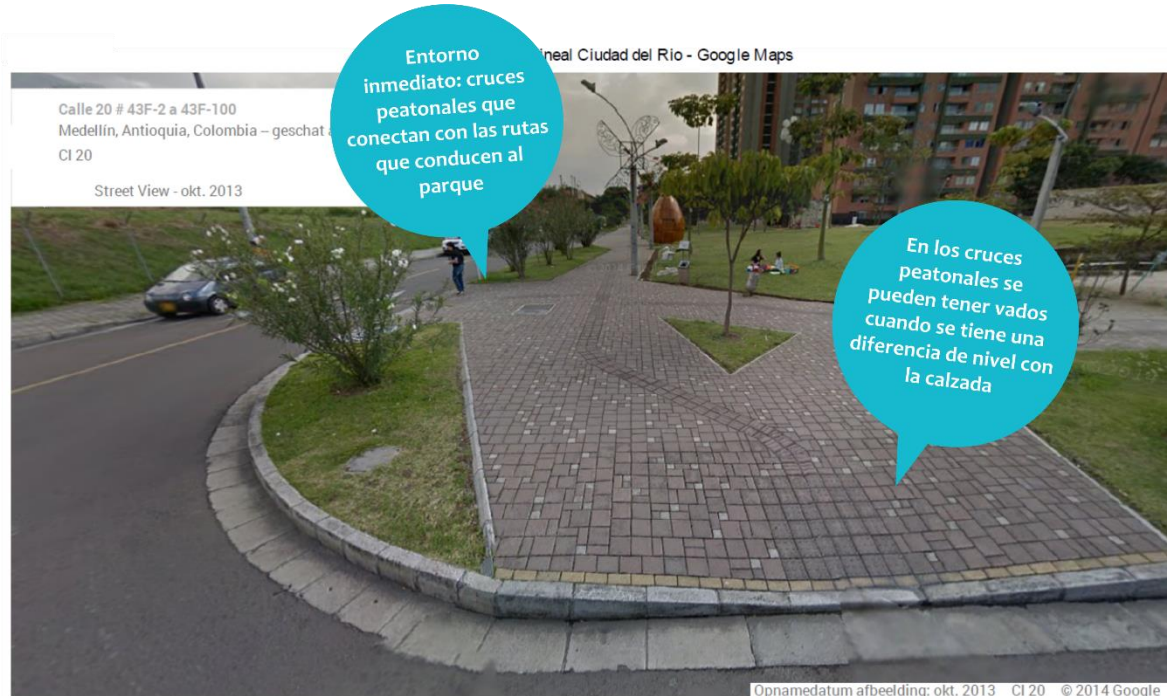 ineal Ciudad del Rio - Google Maps
Entorno
inmediato: cruces
peatonales que
conectan con las rutas
que conducen al
parque
Calle 20 # 43F-2 a 43F-100
Medellín, Antioquia, Colombia – geschat
Cl 20
Street View - okt. 2013
En los cruces
peatonales se
pueden tener vados
cuando se tiene una
diferencia de nivel con
la calzada
Opnamedatum afbeelding: okt. 2013 Cl 20 © 2014 Google